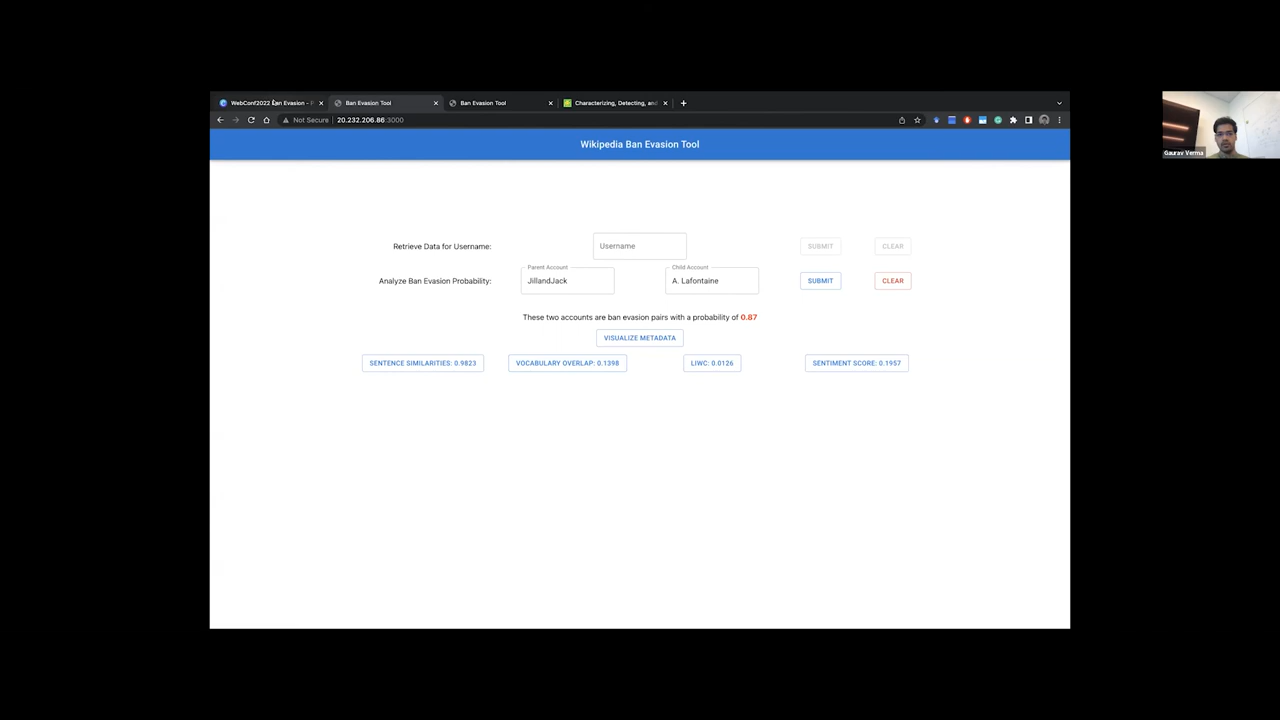 WebConf2022 Ban Evasion - P
Ban Evasion Tool
Ban Evasion Tool
Characterizing, Detecting, and
Not Secure
20.232.206.86:3000
Wikipedia Ban Evasion Tool
Gaurav Verma
Retrieve Data for Username:
Username
SUBMIT
CLEAR
Analyze Ban Evasion Probability:
Parent Account
JillandJack
Child Account
A. Lafontaine
SUBMIT
CLEAR
These two accounts are ban evasion pairs with a probability of 0.87
VISUALIZE METADATA
SENTENCE SIMILARITIES: 0.9823
VOCABULARY OVERLAP: 0.1398
LIWC: 0.0126
SENTIMENT SCORE: 0.1957